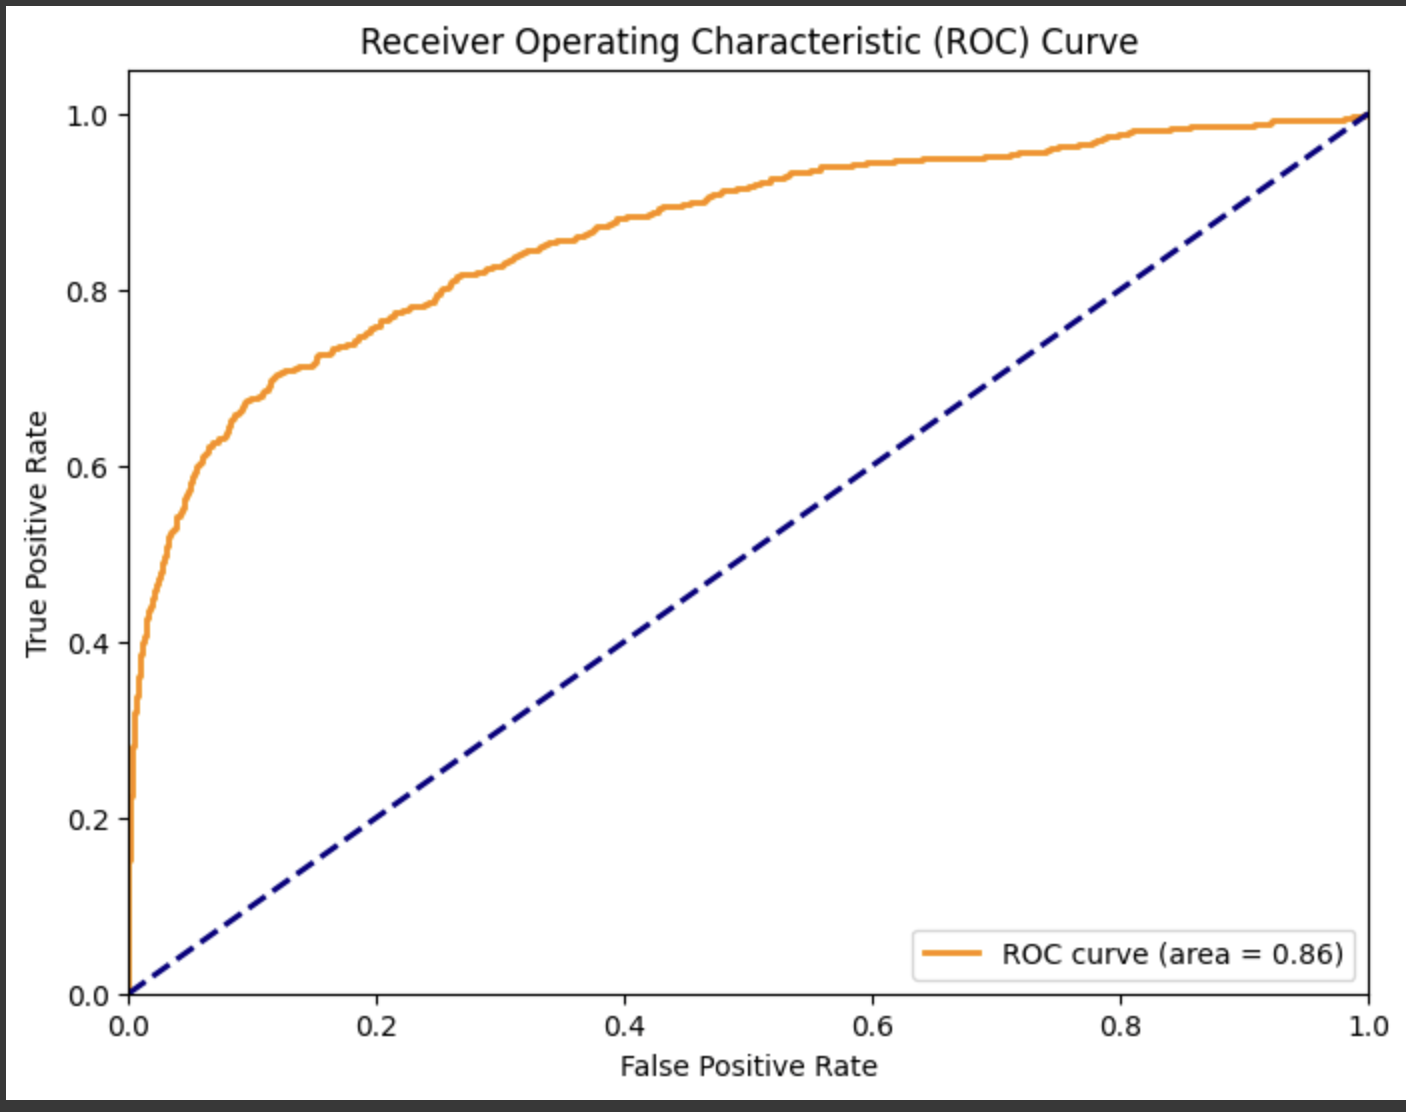 Receiver Operating Characteristic (ROC) Curve
1.0
0.8
0.6
0.4
0.2
0.0
True Positive Rate
ROC curve (area = 0.86)
0.0 0.2 0.4 0.6 0.8 1.0
False Positive Rate